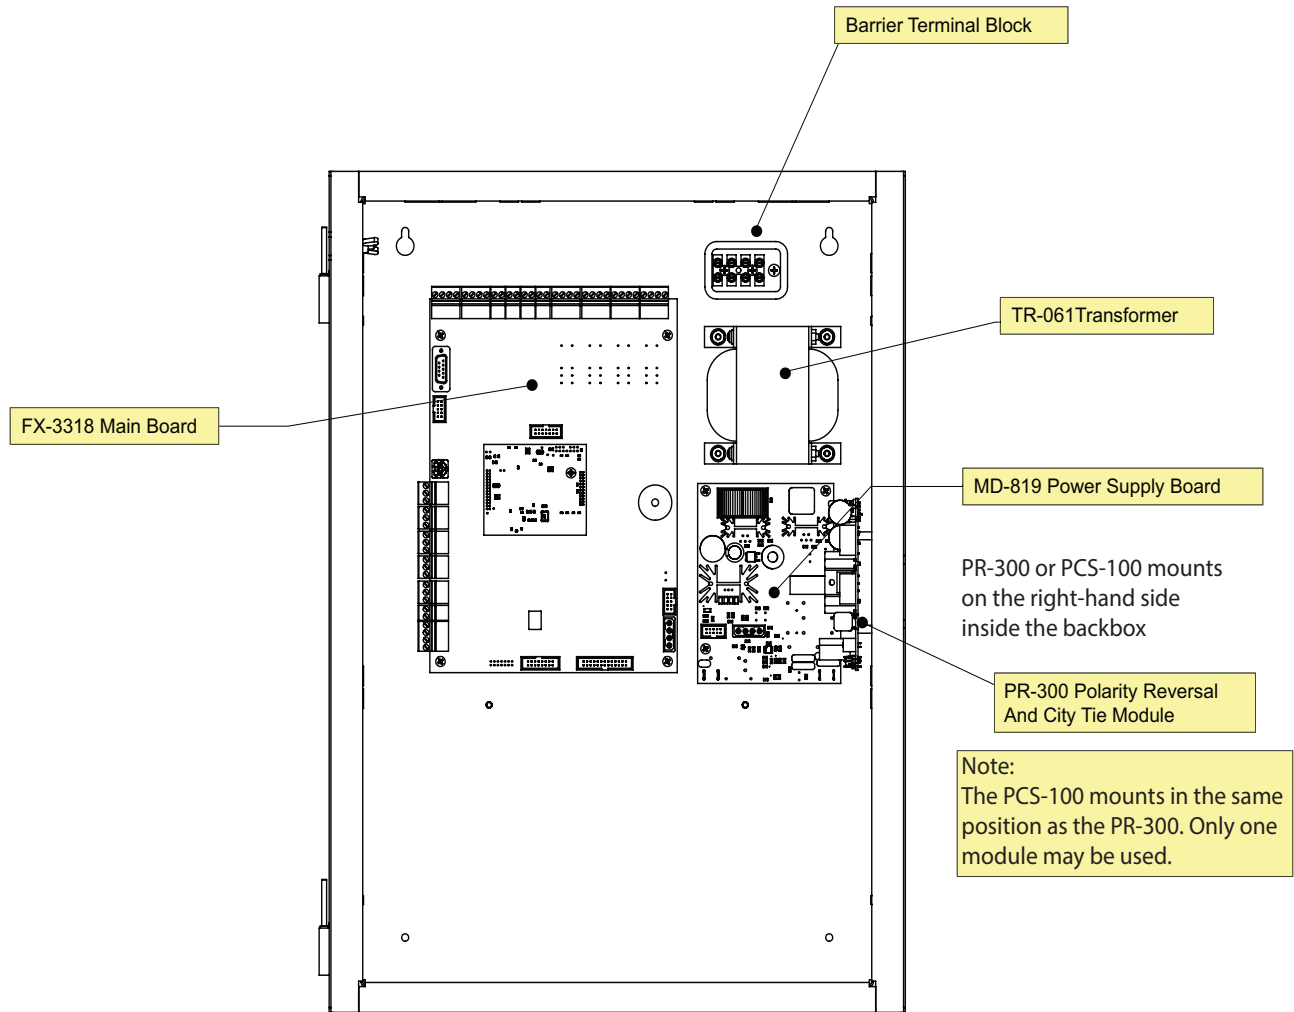 Barrier Terminal Block
TR-061Transformer
FX-3318 Main Board
MD-819 Power Supply Board
PR-300 or PCS-100 mounts
on the right-hand side
inside the backbox
PR-300 Polarity Reversal
And City Tie Module
Note:
The PCS-100 mounts in the same
position as the PR-300. Only one
module may be used.